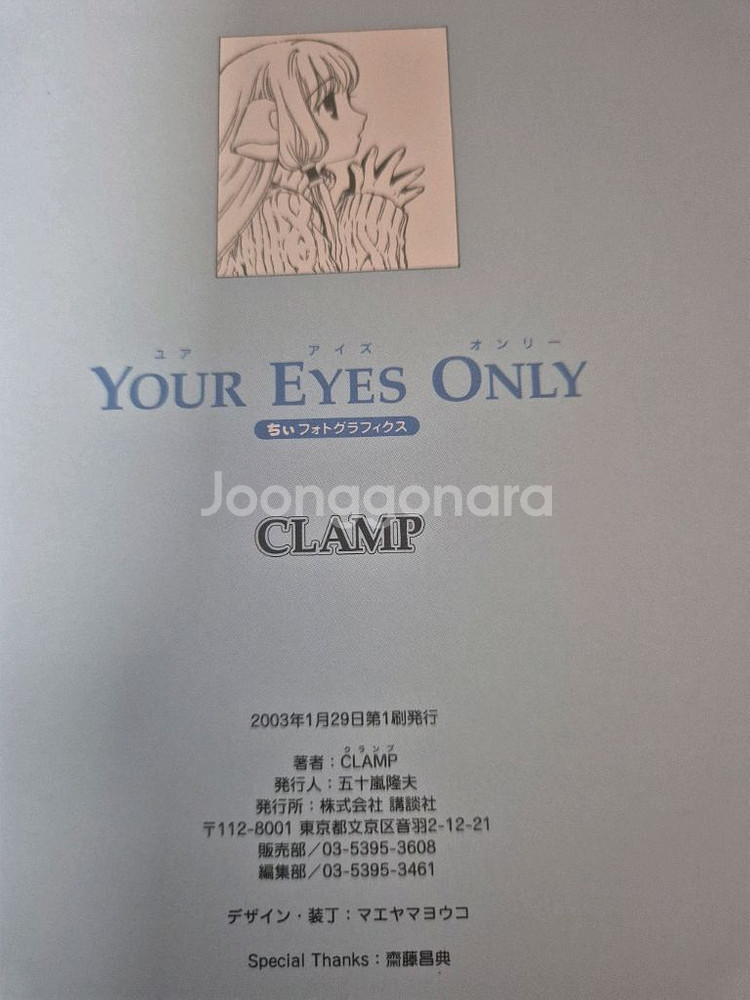 ユア アイズ オンリー
YOUR EYES ONLY
ちぃフォトグラフィクス
Joonggonara
CLAMP
2003年1月29日第1刷発行
クランプ
著者：CLAMP
発行人：五十嵐隆夫
発行所：株式会社 講談社
〒112-8001 東京都文京区音羽2-12-21
販売部／03-5395-3608
編集部／03-5395-3461
デザイン・装丁：マエヤマヨウコ
Special Thanks：齋藤昌典